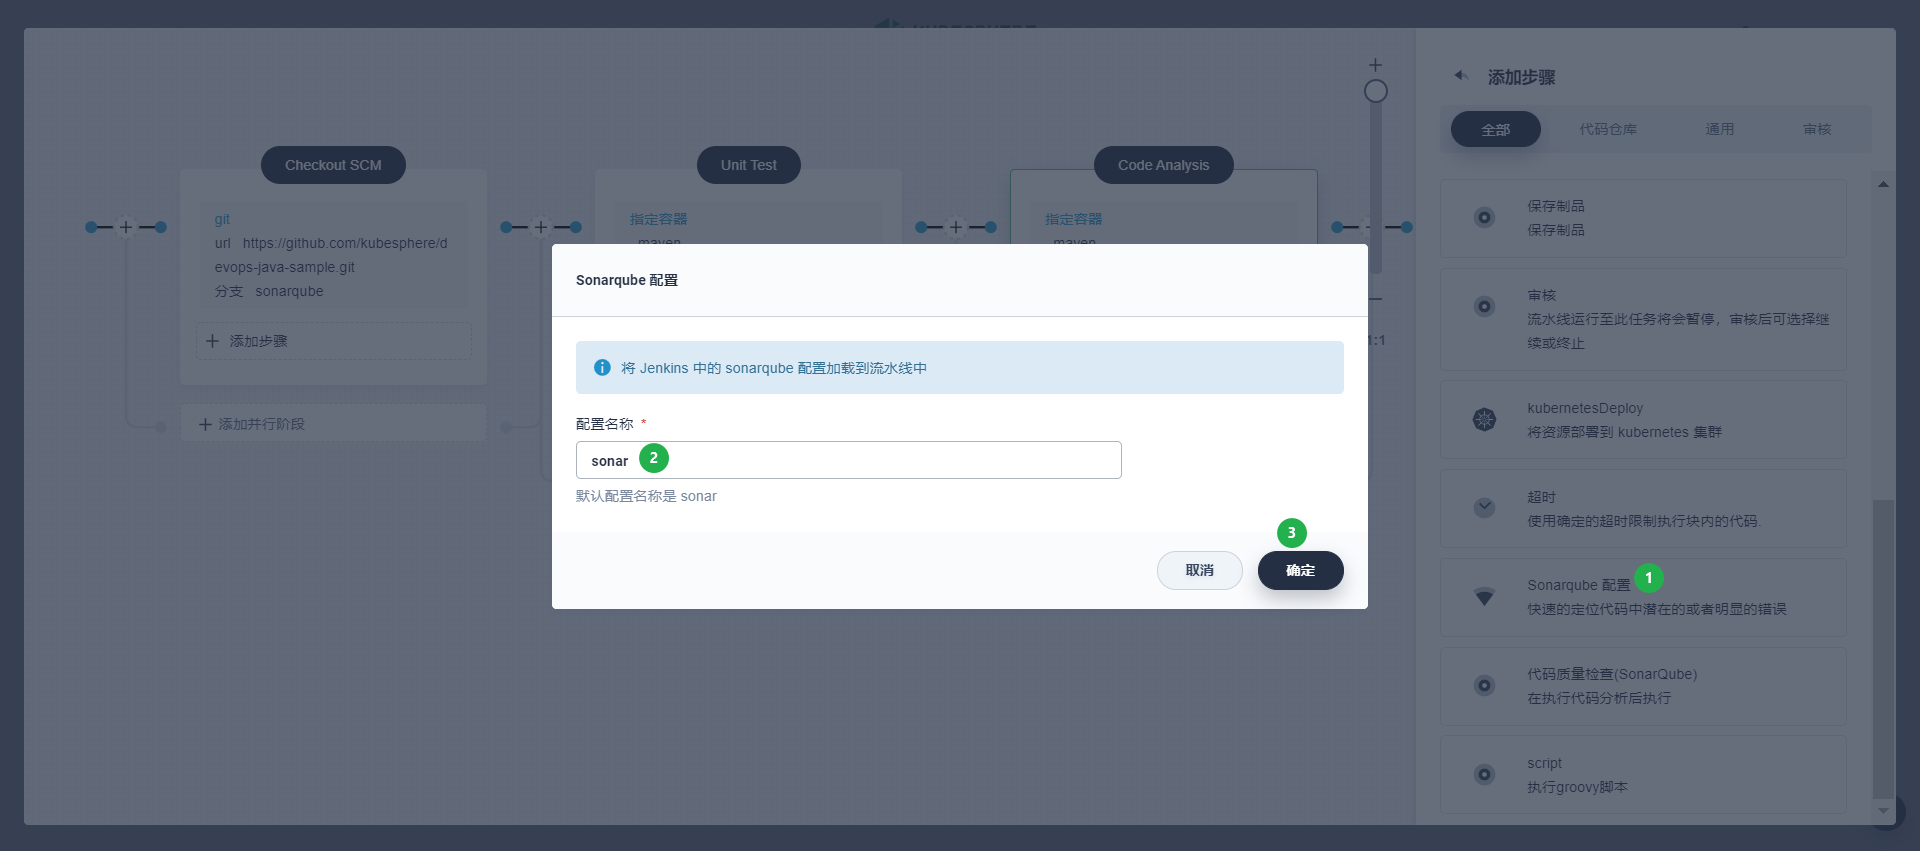 Checkout SCM
git
url https://github.com/kubesphere/d
evops-java-sample.git
分支 sonarqube
添加步骤
添加并行阶段
Unit Test
指定容器
maven
Code Analysis
指定容器
maven
1:1
Sonarqube 配置
将 Jenkins 中的 sonarqube 配置加载到流水线中
配置名称 *
sonar 2
默认配置名称是 sonar
3
取消 确定
添加步骤
全部 代码仓库 通用 审核
保存制品
保存制品
审核
流水线运行至此任务将会暂停，审核后可选择继
续或终止
kubernetesDeploy
将资源部署到 kubernetes 集群
超时
使用确定的超时限制执行块内的代码.
Sonarqube 配置 1
快速的定位代码中潜在的或者明显的错误
代码质量检查(SonarQube)
在执行代码分析后执行
script
执行groovy脚本